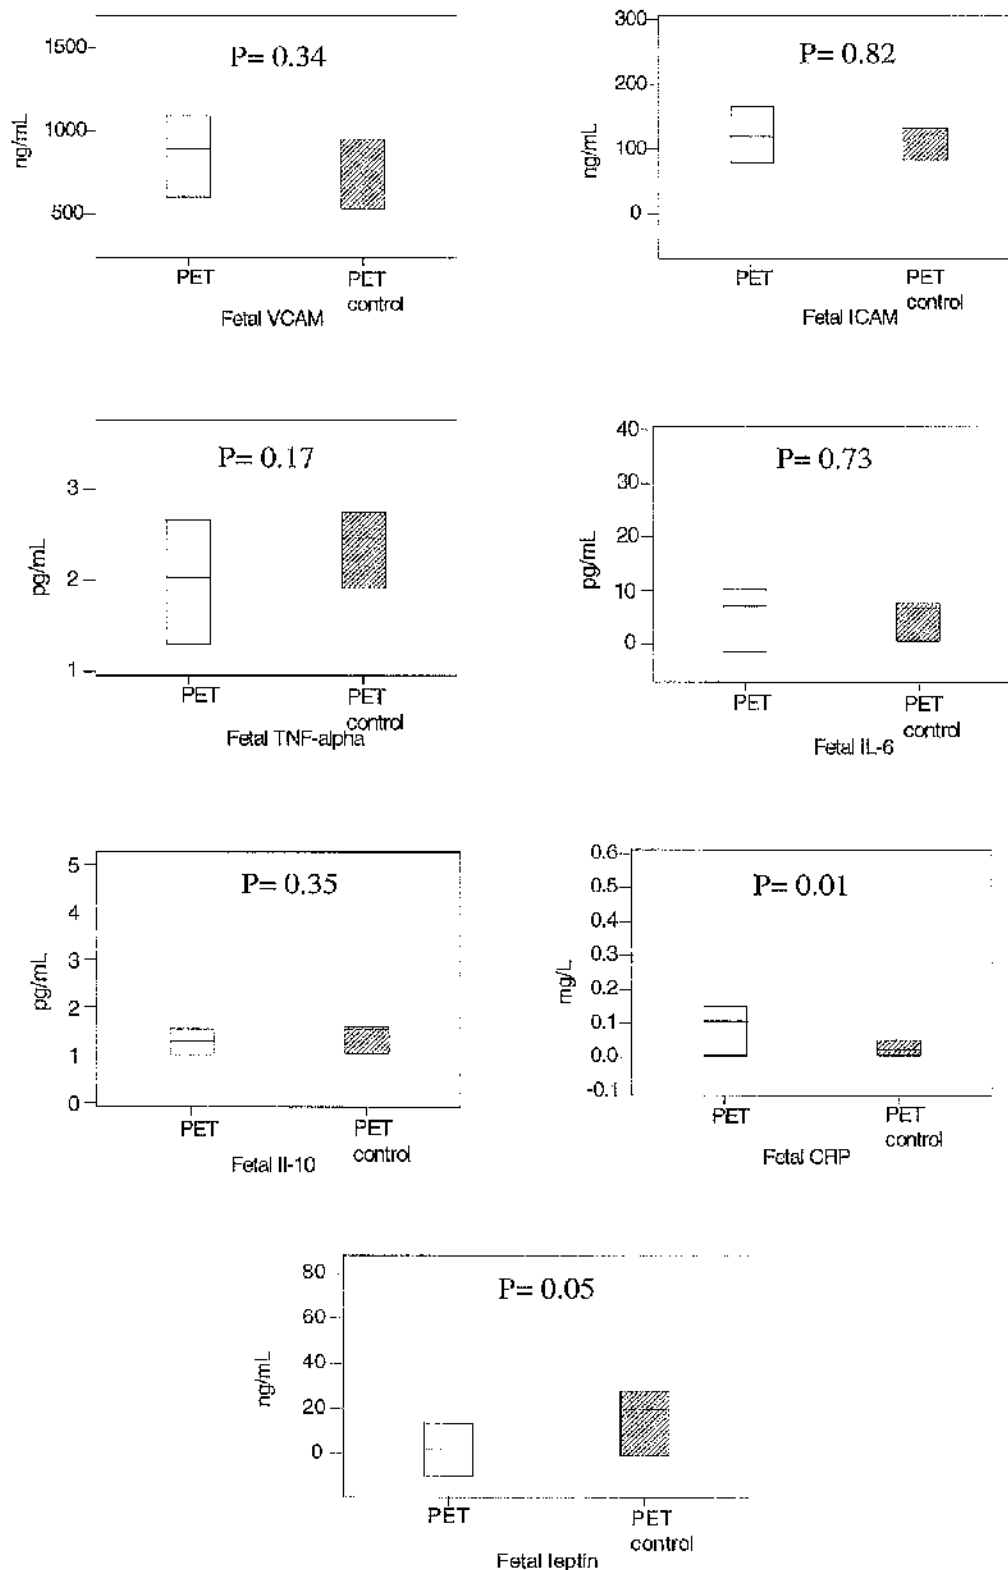 P= 0.34
1500
1000
500
ng/mL
PET
PET
control
Fetal VCAM
P= 0.82
300
200
100
0
ng/mL
PET
PET
control
Fetal ICAM
P= 0.17
3
2
1
pg/mL
PET
PET
control
Fetal TNF-alpha
P= 0.73
40
30
20
10
0
pg/mL
PET
PET
control
Fetal IL-6
P= 0.35
5
4
3
2
1
0
pg/mL
PET
PET
control
Fetal Il-10
P= 0.01
0.6
0.5
0.4
0.3
0.2
0.1
0.0
-0.1
mg/L
PET
PET
control
Fetal CRP
P= 0.05
80
60
40
20
0
ng/mL
PET
PET
control
Fetal leptin